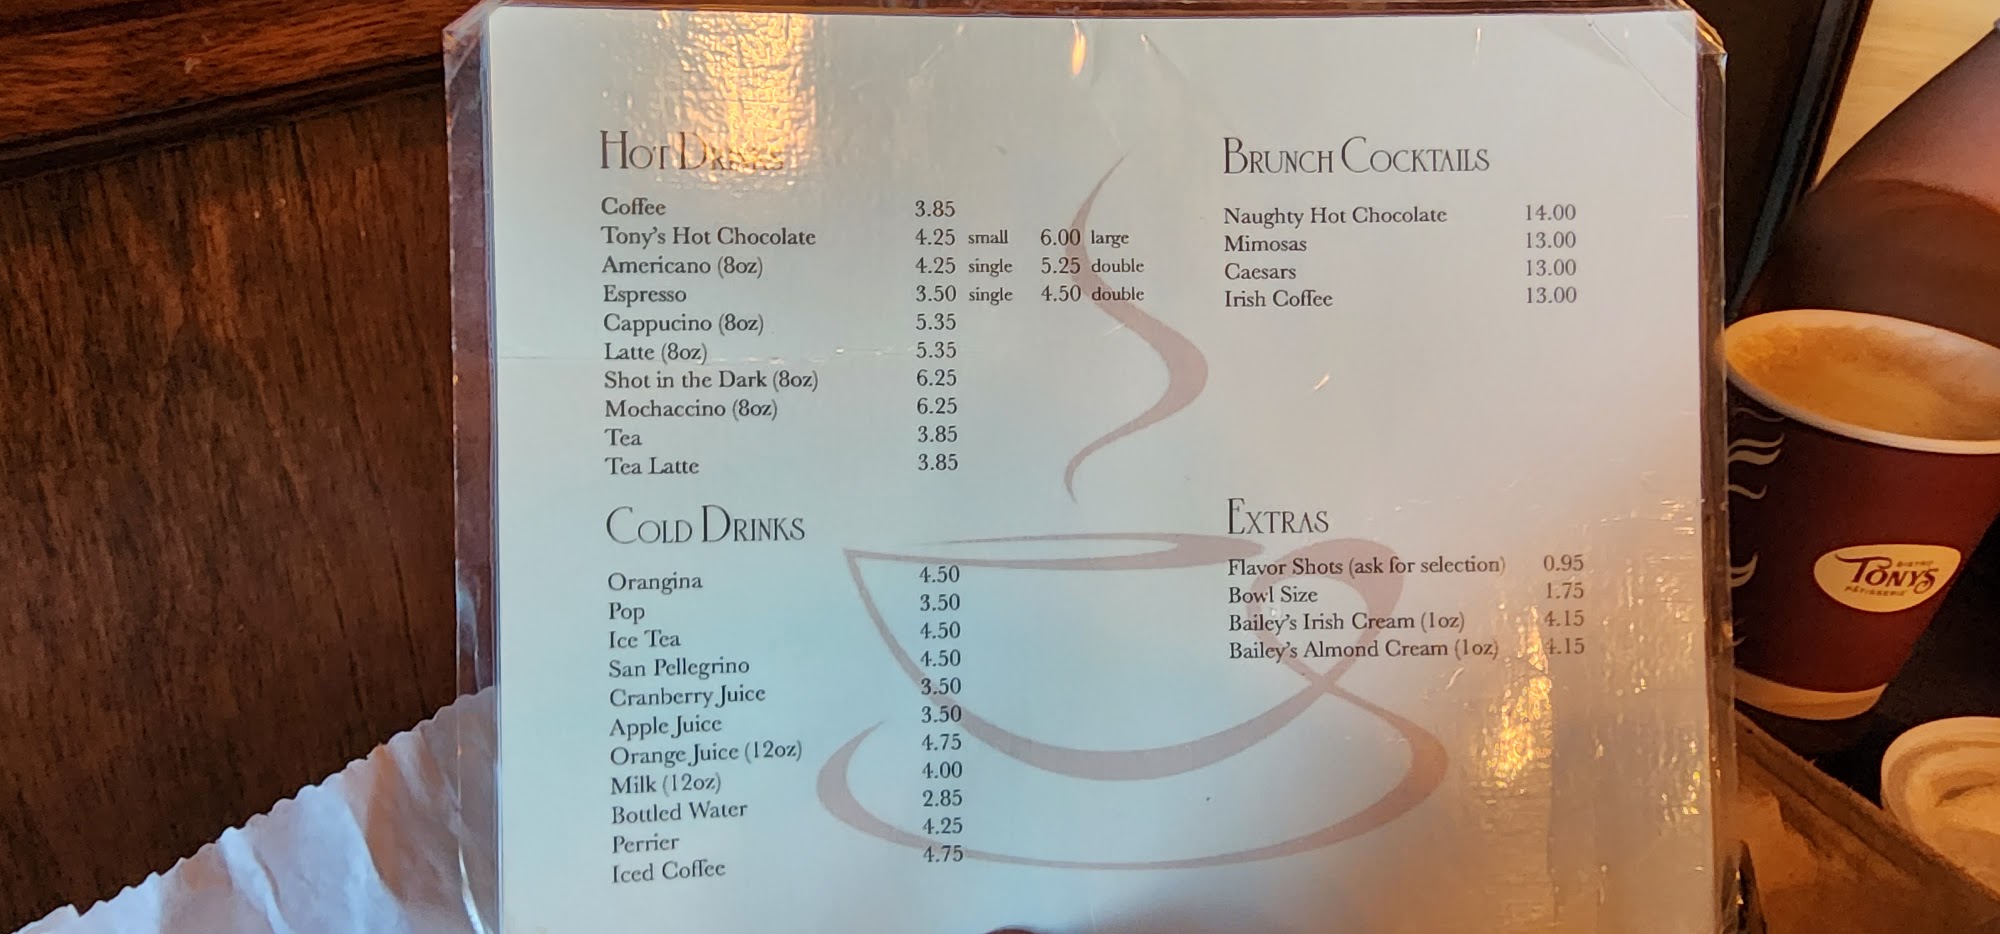 HOT DRINKS
Coffee 3.85
Tony's Hot Chocolate 4.25 small 6.00 large
Americano (8oz) 4.25 single 5.25 double
Espresso 3.50 single 4.50 double
Cappucino (8oz) 5.35
Latte (8oz) 5.35
Shot in the Dark (8oz) 6.25
Mochaccino (8oz) 6.25
Tea 3.85
Tea Latte 3.85
COLD DRINKS
Orangina 4.50
Pop 3.50
Ice Tea 4.50
San Pellegrino 4.50
Cranberry Juice 3.50
Apple Juice 3.50
Orange Juice (12oz) 4.75
Milk (12oz) 4.00
Bottled Water 2.85
Perrier 4.25
Iced Coffee 4.75
BRUNCH COCKTAILS
Naughty Hot Chocolate 14.00
Mimosas 13.00
Caesars 13.00
Irish Coffee 13.00
EXTRAS
Flavor Shots (ask for selection) 0.95
Bowl Size 1.75
Bailey's Irish Cream (1oz) 4.15
Bailey's Almond Cream (1oz) 4.15
BISTRO
TONY'S
PATISSERIE